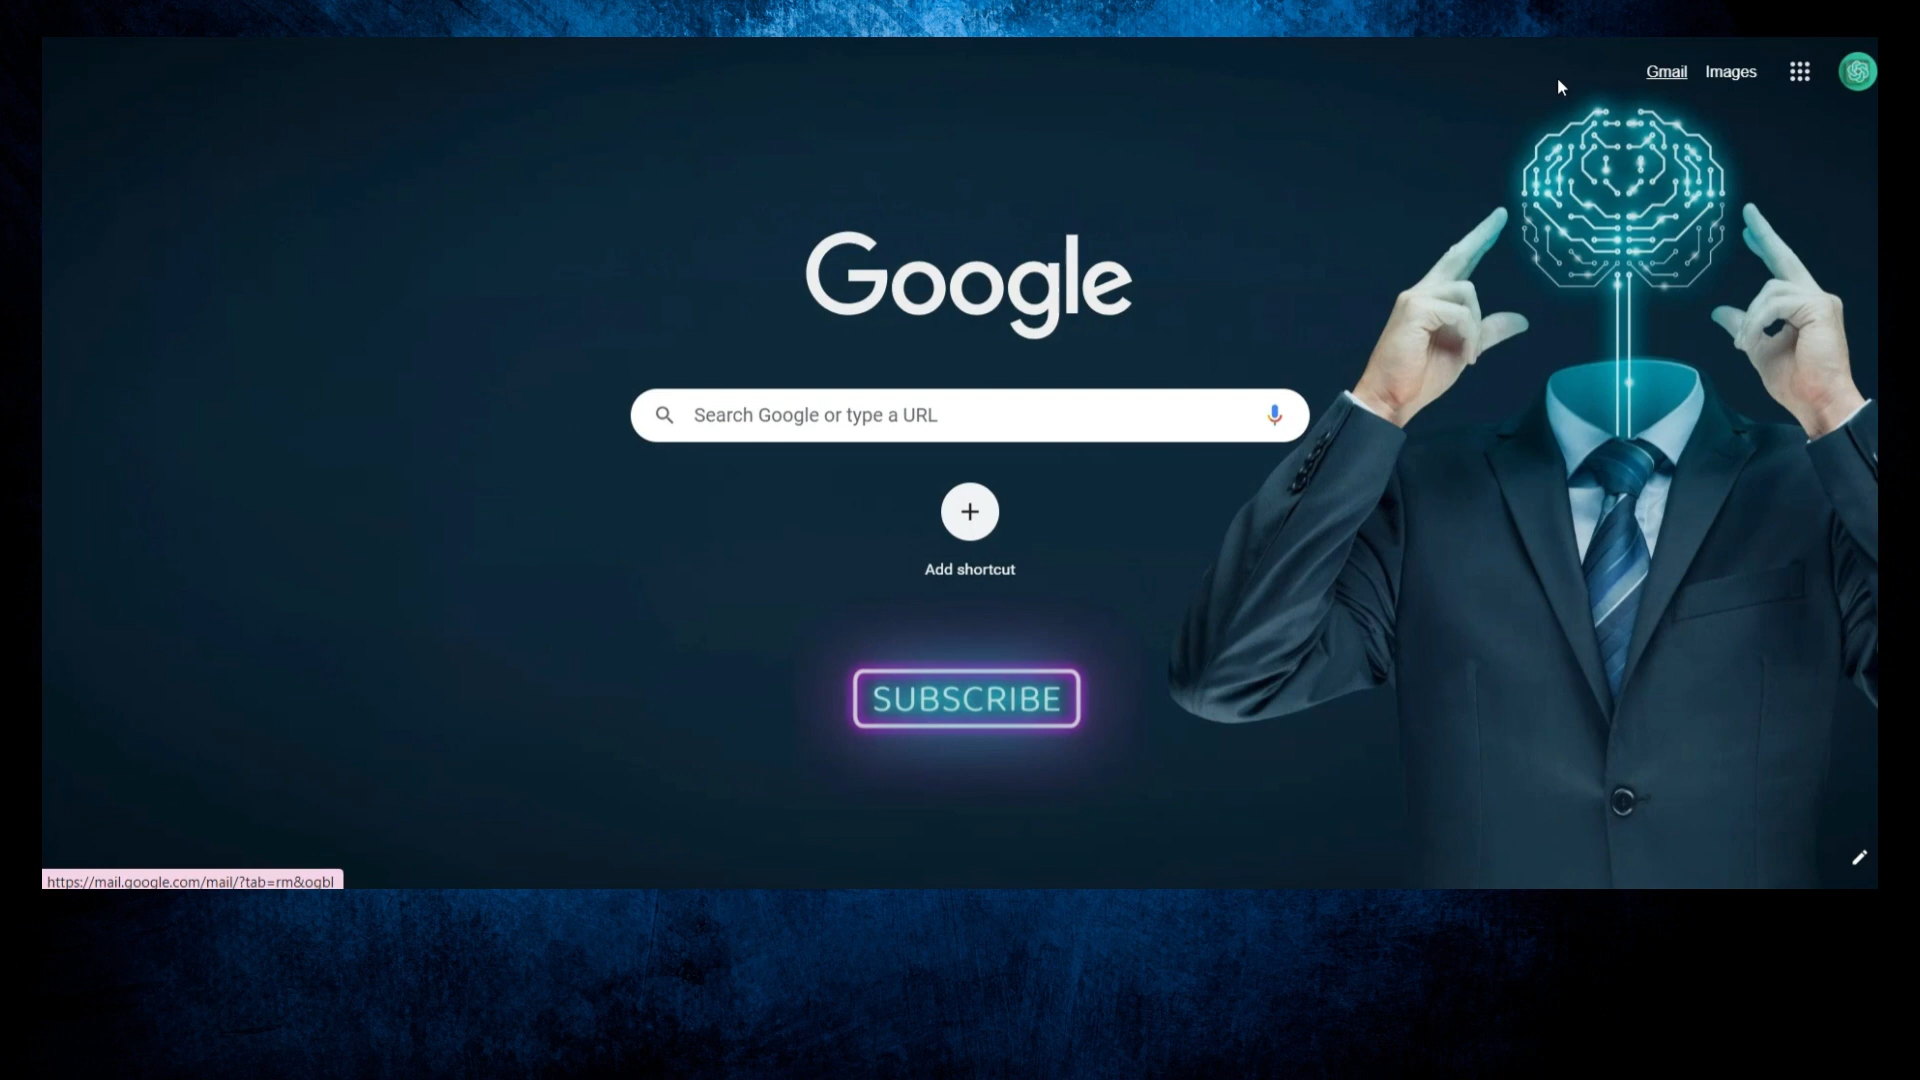 Gmail Images
Google
Search Google or type a URL
Add shortcut
SUBSCRIBE
https://mail.google.com/mail/?tab=rm&ogbl